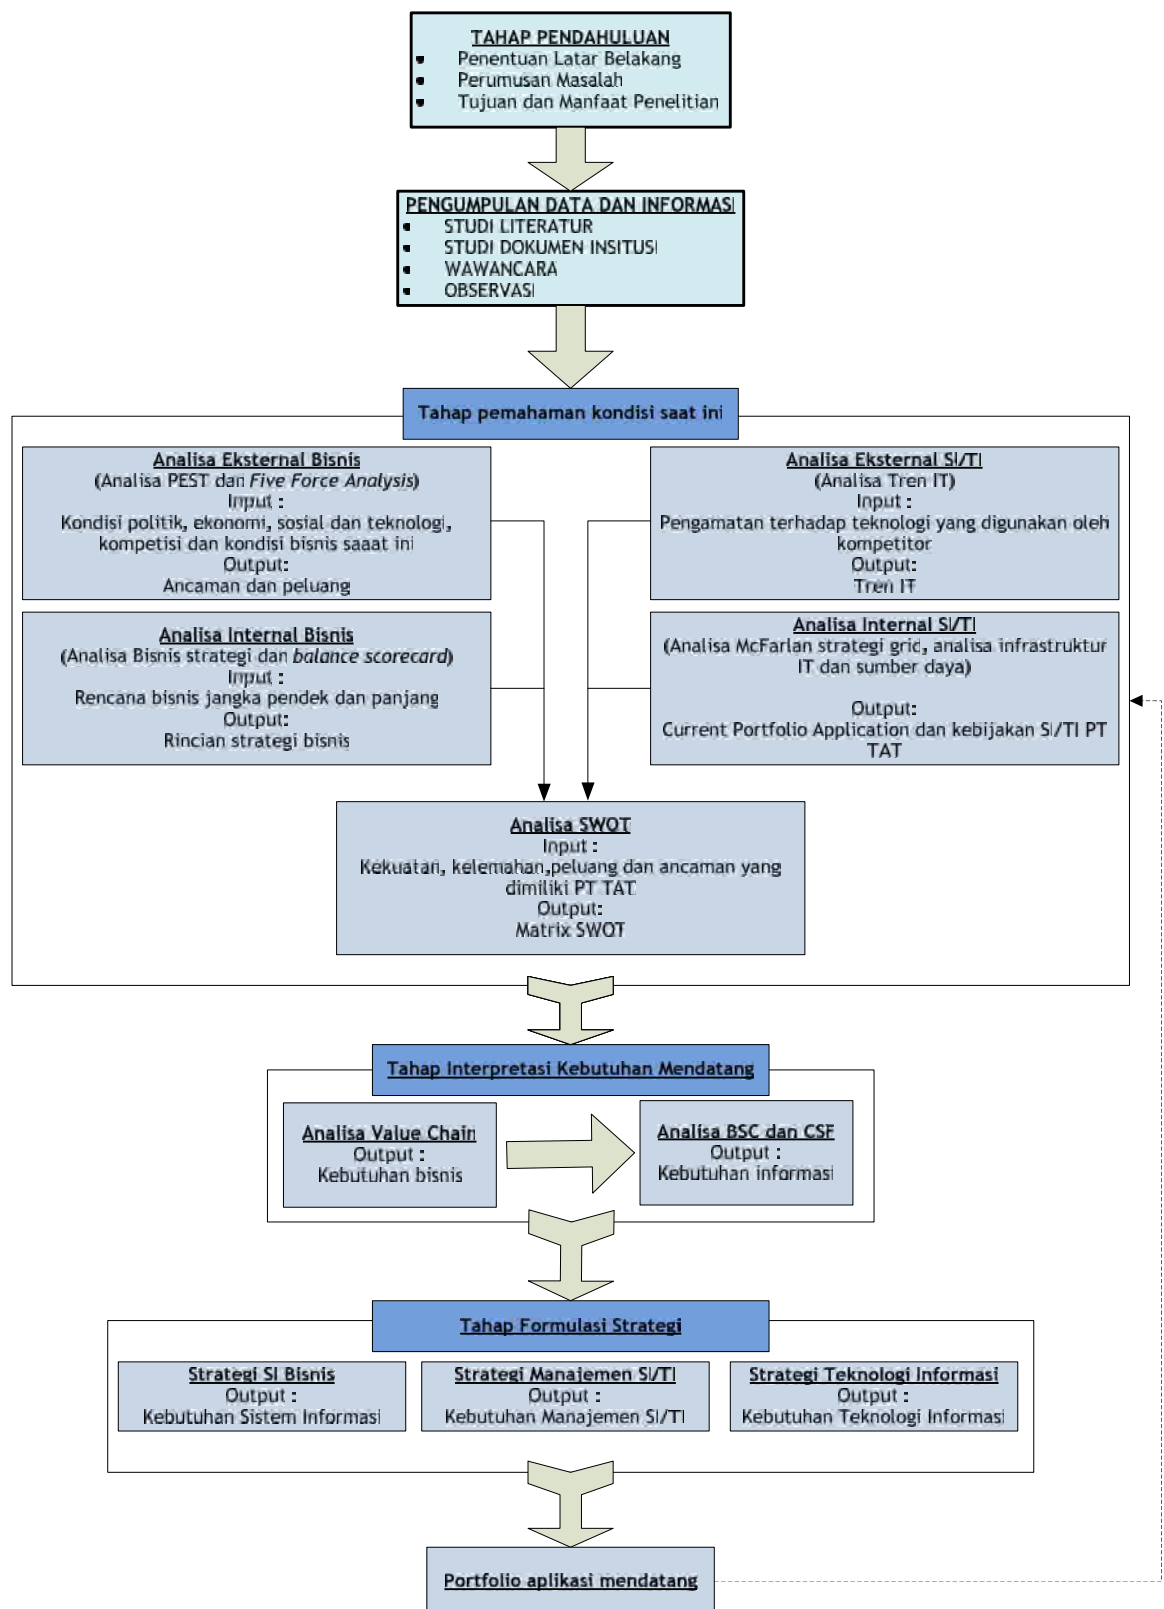 TAHAP PENDAHULUAN
▪ Penentuan Latar Belakang
▪ Perumusan Masalah
▪ Tujuan dan Manfaat Penelitian
PENGUMPULAN DATA DAN INFORMASI
▪ STUDI LITERATUR
▪ STUDI DOKUMEN INSITUSI
▪ WAWANCARA
▪ OBSERVASI
Tahap pemahaman kondisi saat ini
Analisa Eksternal Bisnis
(Analisa PEST dan Five Force Analysis)
Input :
Kondisi politik, ekonomi, sosial dan teknologi,
kompetisi dan kondisi bisnis saaat ini
Output:
Ancaman dan peluang
Analisa Eksternal SI/TI
(Analisa Tren IT)
Input :
Pengamatan terhadap teknologi yang digunakan oleh
kompetitor
Output:
Tren IT
Analisa Internal Bisnis
(Analisa Bisnis strategi dan balance scorecard)
Input :
Rencana bisnis jangka pendek dan panjang
Output:
Rincian strategi bisnis
Analisa Internal SI/TI
(Analisa McFarlan strategi grid, analisa infrastruktur
IT dan sumber daya)
Output:
Current Portfolio Application dan kebijakan SI/TI PT
TAT
Analisa SWOT
Input :
Kekuatan, kelemahan,peluang dan ancaman yang
dimiliki PT TAT
Output:
Matrix SWOT
Tahap Interpretasi Kebutuhan Mendatang
Analisa Value Chain
Output :
Kebutuhan bisnis
Analisa BSC dan CSF
Output :
Kebutuhan informasi
Tahap Formulasi Strategi
Strategi SI Bisnis
Output :
Kebutuhan Sistem Informasi
Strategi Manajemen SI/TI
Output :
Kebutuhan Manajemen SI/TI
Strategi Teknologi Informasi
Output :
Kebutuhan Teknologi Informasi
Portfolio aplikasi mendatang